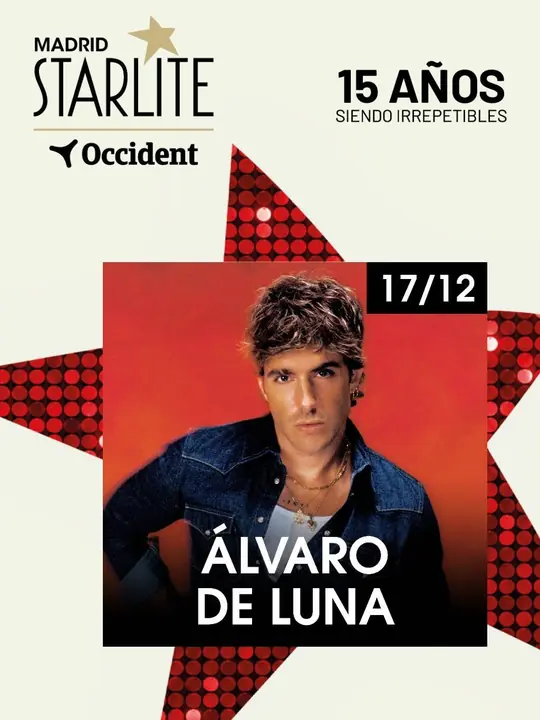 MADRID
STARLITE
Occident
15 AÑOS
SIENDO IRREPETIBLES
17/12
ÁLVARO
DE LUNA